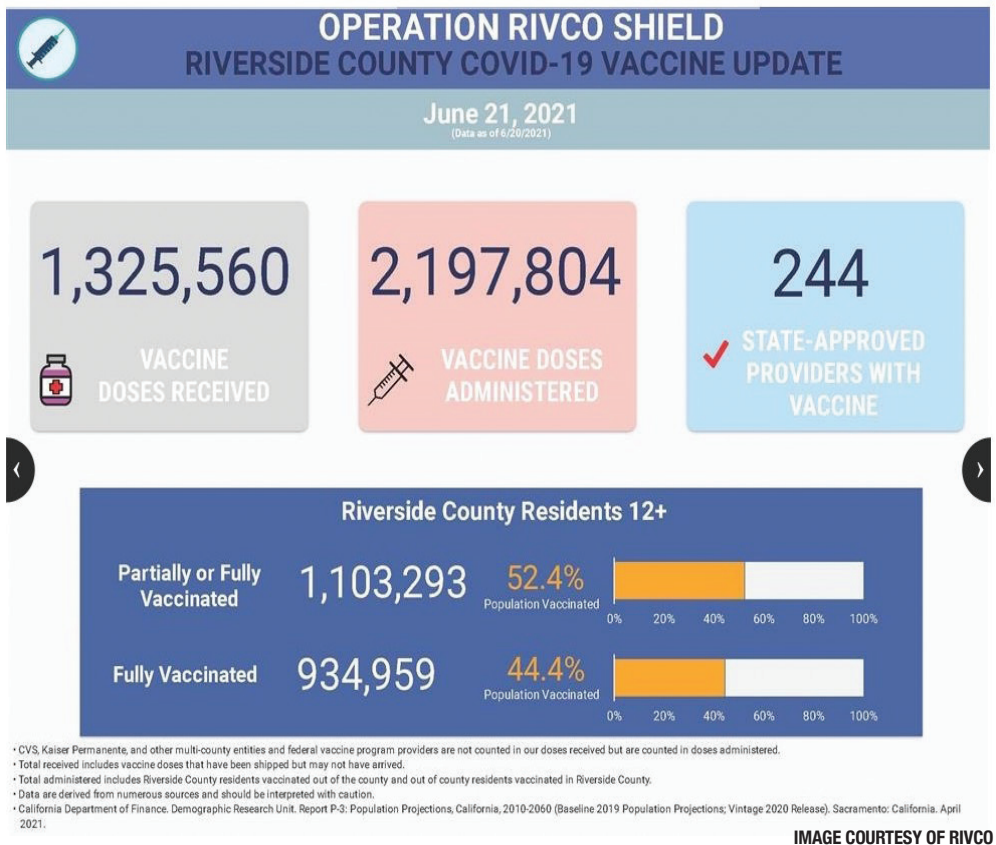 OPERATION RIVCO SHIELD
RIVERSIDE COUNTY COVID-19 VACCINE UPDATE
June 21, 2021
(Data as of 6/20/2021)
1,325,560
VACCINE
DOSES RECEIVED
2,197,804
VACCINE DOSES
ADMINISTERED
244
STATE-APPROVED
PROVIDERS WITH
VACCINE
Riverside County Residents 12+
Partially or Fully
Vaccinated
1,103,293
52.4%
Population Vaccinated
0% 20% 40% 60% 80% 100%
Fully Vaccinated
934,959
44.4%
Population Vaccinated
0% 20% 40% 60% 80% 100%
• CVS, Kaiser Permanente, and other multi-county entities and federal vaccine program providers are not counted in our doses received but are counted in doses administered.
• Total received includes vaccine doses that have been shipped but may not have arrived.
• Total administered includes Riverside County residents vaccinated out of the county and out of county residents vaccinated in Riverside County.
• Data are derived from numerous sources and should be interpreted with caution.
• California Department of Finance. Demographic Research Unit. Report P-3: Population Projections, California, 2010-2060 (Baseline 2019 Population Projections; Vintage 2020 Release). Sacramento: California. April
2021.
IMAGE COURTESY OF RIVCO